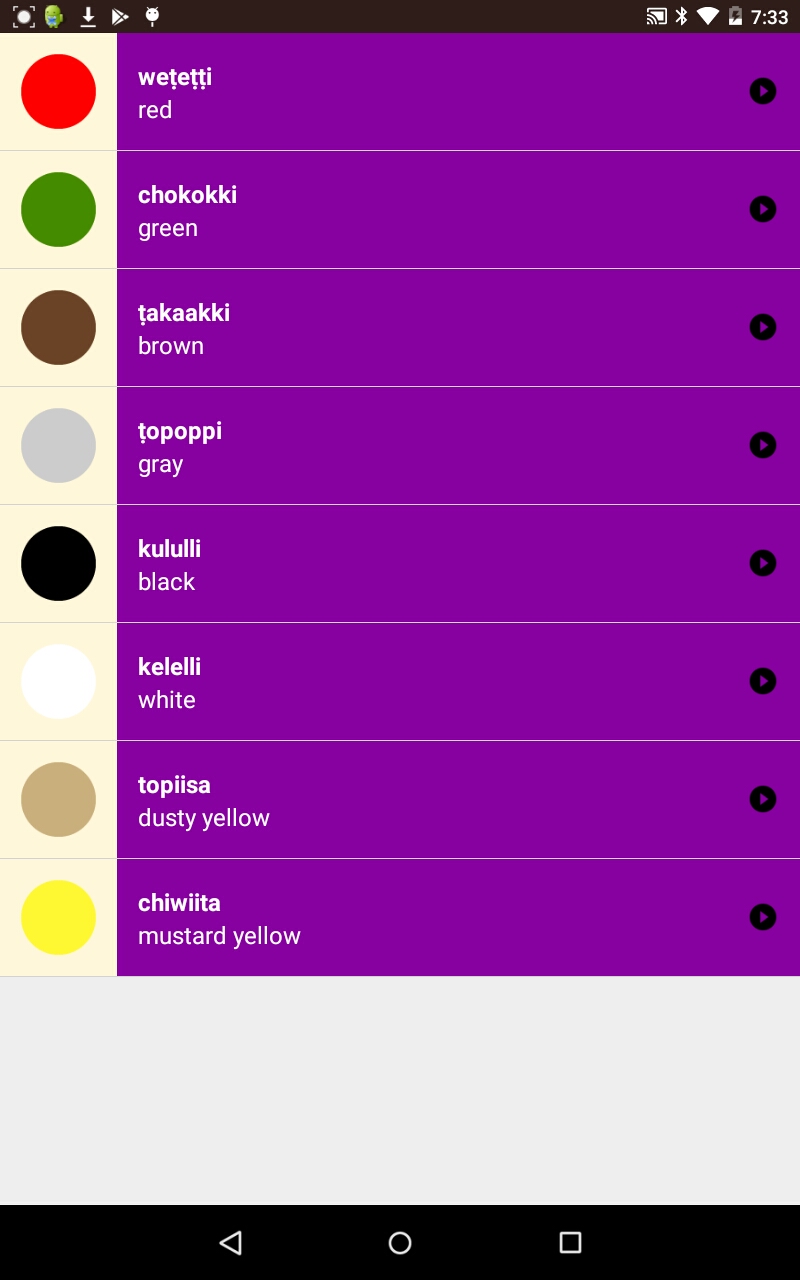 7:33
weṭeṭṭi
red
chokokki
green
ṭakaakki
brown
ṭopoppi
gray
kululli
black
kelelli
white
topiisa
dusty yellow
chiwiita
mustard yellow